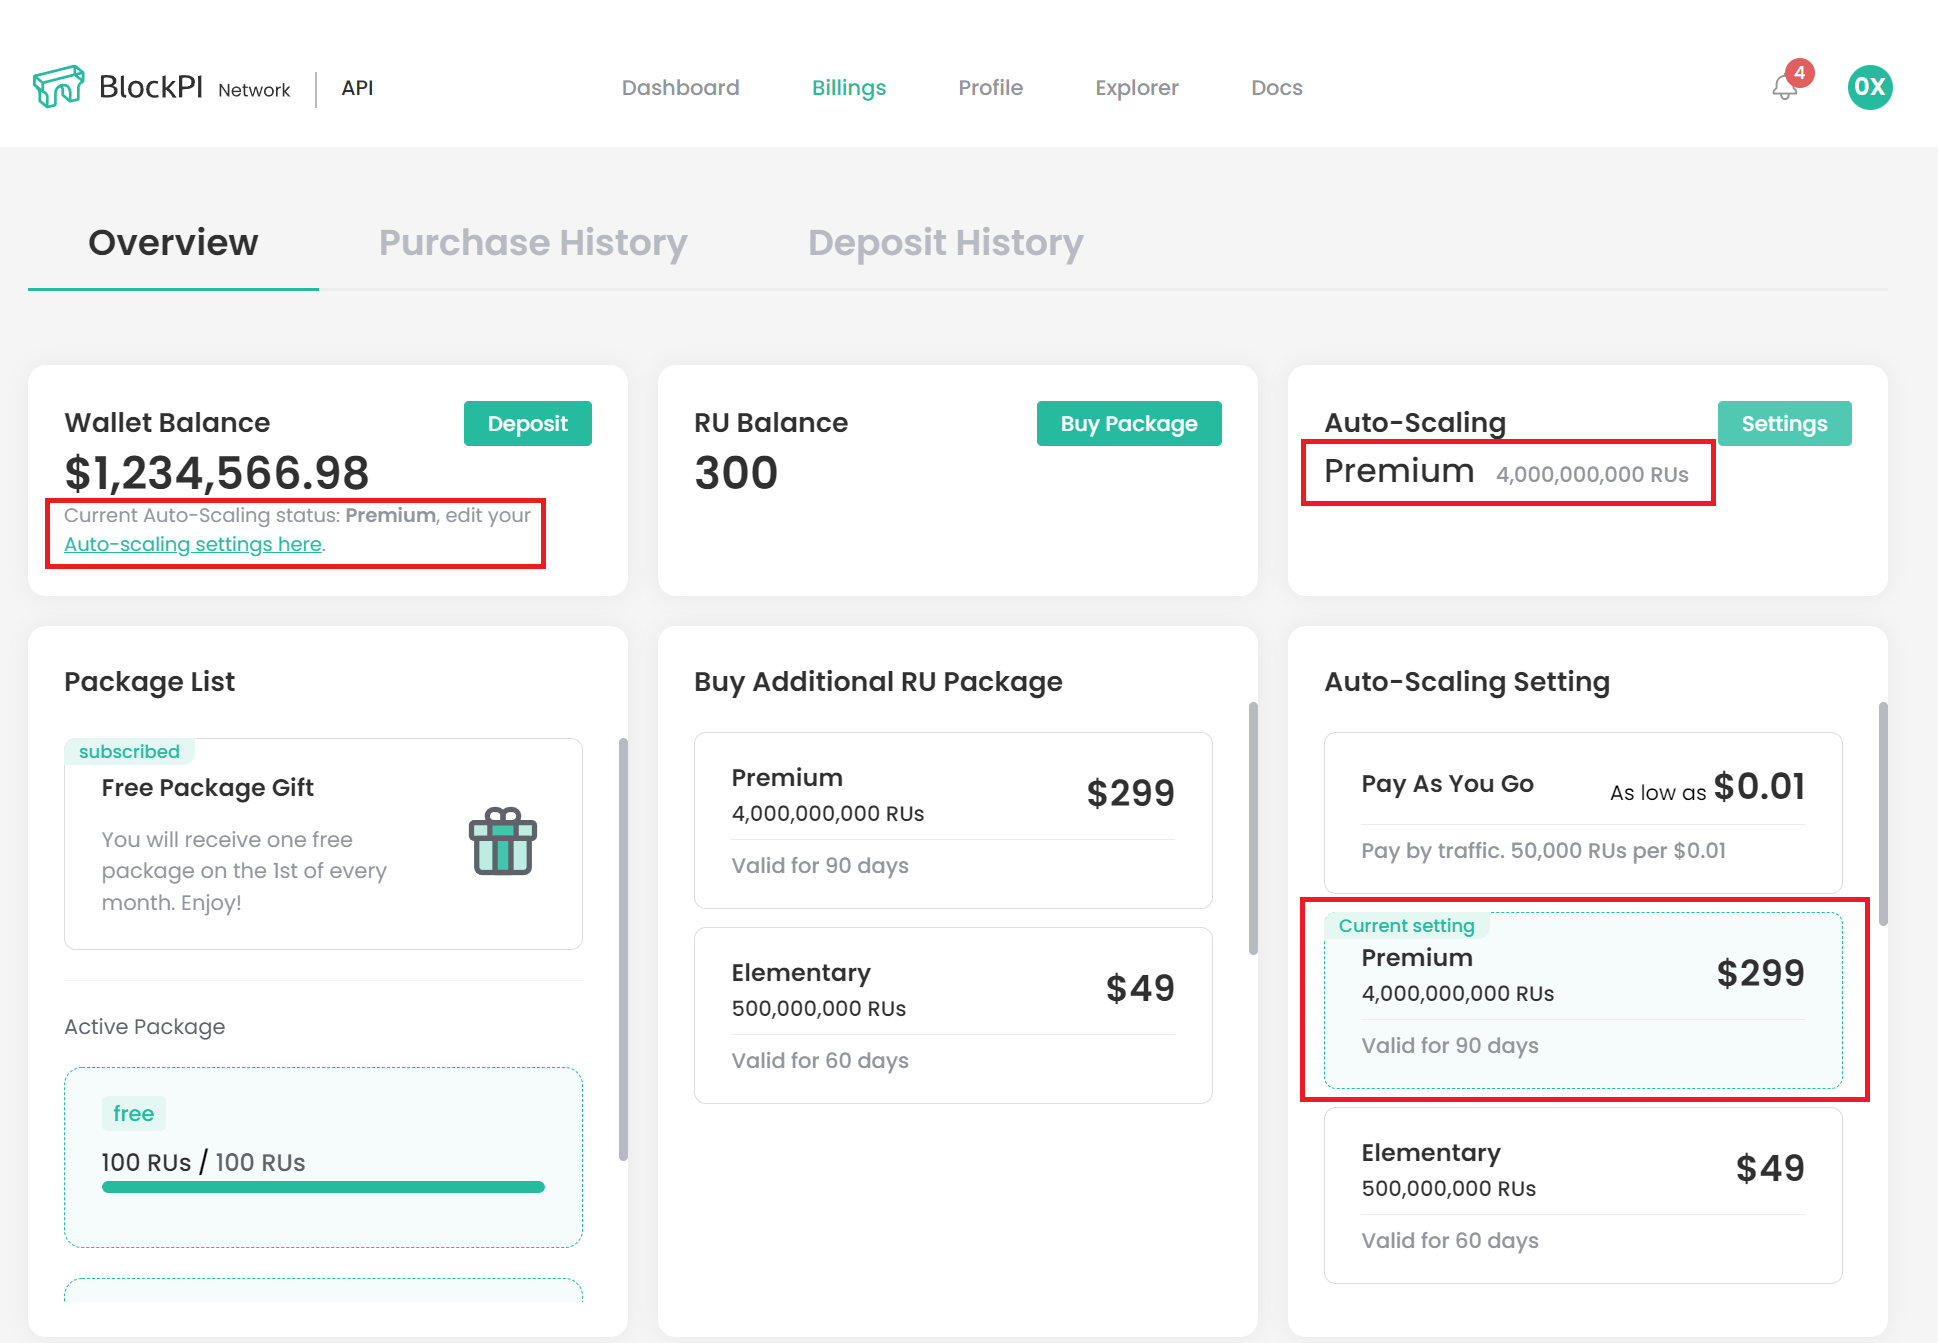 BlockPI Network API
Dashboard
Billings
Profile
Explorer
Docs
4
0X
Overview
Purchase History
Deposit History
Wallet Balance
Deposit
$1,234,566.98
Current Auto-Scaling status: Premium, edit your
Auto-scaling settings here.
RU Balance
Buy Package
300
Auto-Scaling
Settings
Premium 4,000,000,000 RUs
Package List
subscribed
Free Package Gift
You will receive one free
package on the 1st of every
month. Enjoy!
Active Package
free
100 RUs / 100 RUs
Buy Additional RU Package
Premium
$299
4,000,000,000 RUs
Valid for 90 days
Elementary
$49
500,000,000 RUs
Valid for 60 days
Auto-Scaling Setting
Pay As You Go
As low as $0.01
Pay by traffic. 50,000 RUs per $0.01
Current setting
Premium
$299
4,000,000,000 RUs
Valid for 90 days
Elementary
$49
500,000,000 RUs
Valid for 60 days